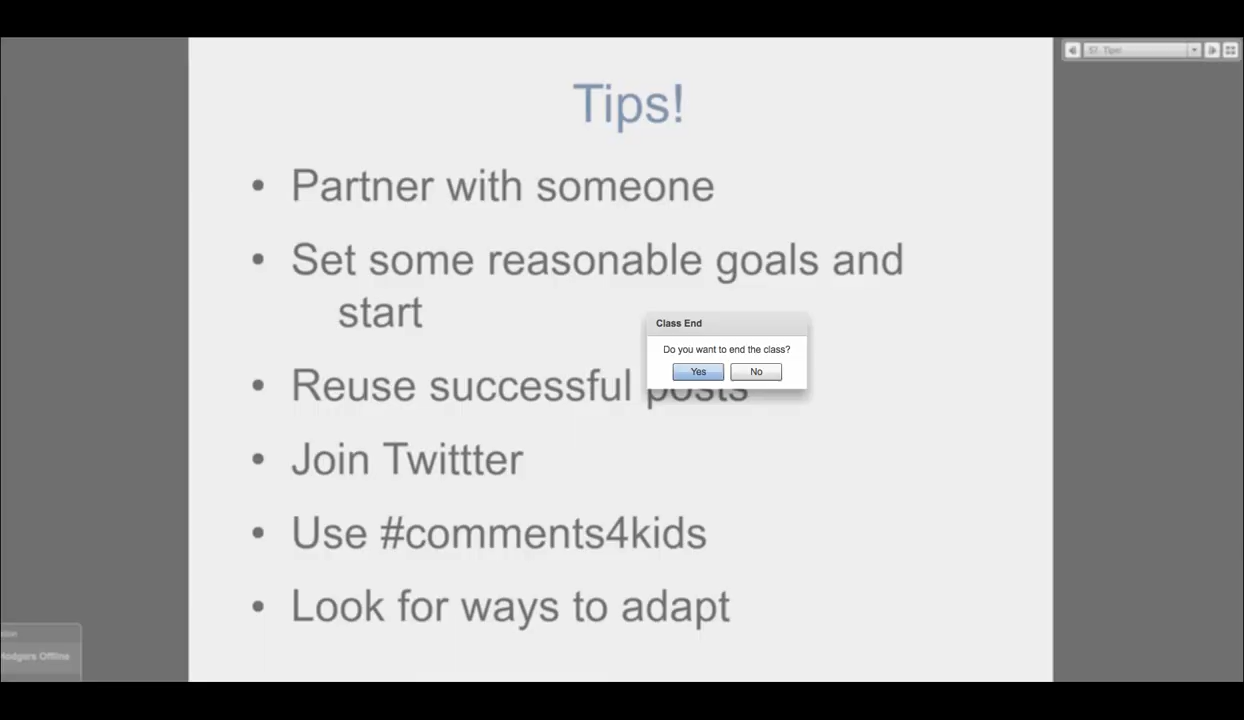 57. Tips!
Tips!
• Partner with someone
• Set some reasonable goals and
start
• Reuse successful posts
• Join Twittter
• Use #comments4kids
• Look for ways to adapt
Class End
Do you want to end the class?
Yes No
Offline